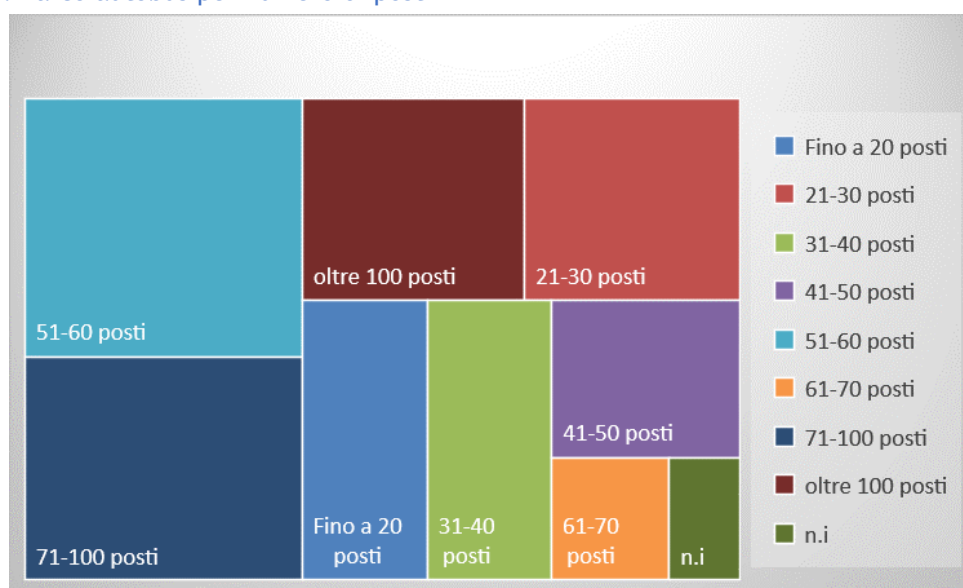 51-60 posti
oltre 100 posti
21-30 posti
71-100 posti
Fino a 20
posti
31-40
posti
41-50 posti
61-70
posti
n.i
Fino a 20 posti
21-30 posti
31-40 posti
41-50 posti
51-60 posti
61-70 posti
71-100 posti
oltre 100 posti
n.i